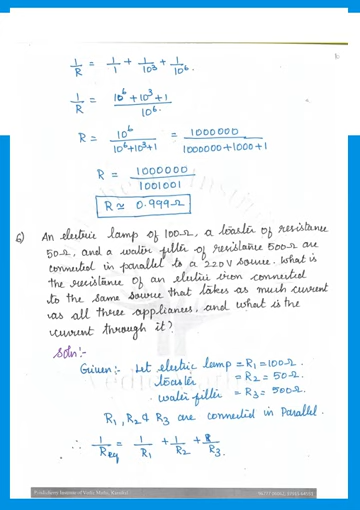 1/R = 1/1 + 1/10³ + 1/10⁶.
1/R = 10⁶ + 10³ + 1 / 10⁶.
R = 10⁶ / 10⁶+10³+1 = 1000000 / 1000000+1000+1
R = 1000000 / 1001001
R ≃ 0.999Ω
6) An electric lamp of 100Ω, a toaster of resistance
50Ω, and a water filter of resistance 500Ω are
connected in parallel to a 220V source. What is
the resistance of an electric iron connected
to the same source that takes as much current
as all three appliances, and what is the
current through it?
Soln:-
Given:- Let electric lamp = R₁ = 100Ω.
toaster = R₂ = 50Ω.
water filter = R₃ = 500Ω.
R₁, R₂ & R₃ are connected in Parallel.
∴ 1/Req = 1/R₁ + 1/R₂ + 1/R₃.